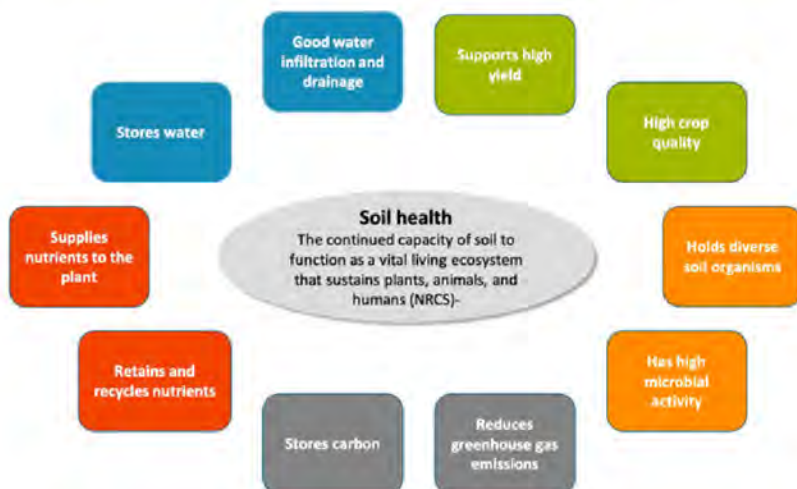 Good water
infiltration and
drainage
Supports high
yield
Stores water
High crop
quality
Soil health
The continued capacity of soil to
function as a vital living ecosystem
that sustains plants, animals, and
humans (NRCS)-
Supplies
nutrients to the
plant
Holds diverse
soil organisms
Retains and
recycles nutrients
Has high
microbial
activity
Stores carbon
Reduces
greenhouse gas
emissions